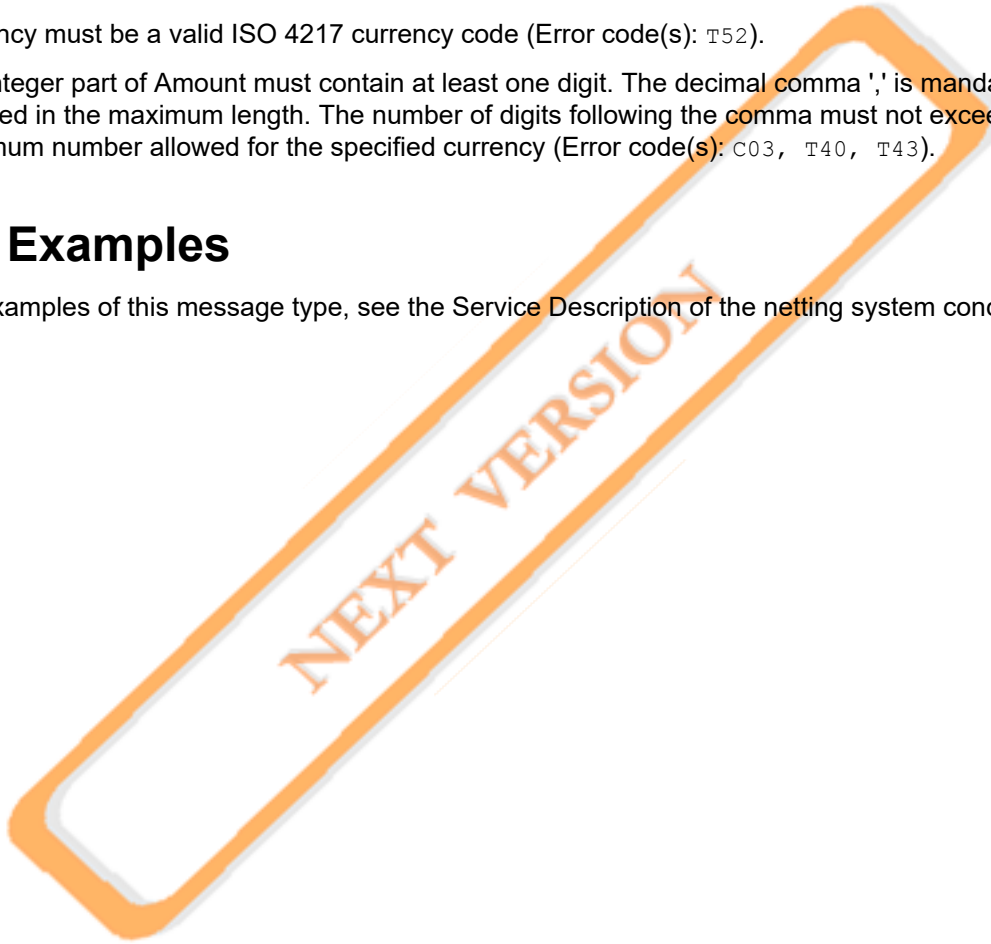 ncy must be a valid ISO 4217 currency code (Error code(s): T52).
nteger part of Amount must contain at least one digit. The decimal comma ',' is manda
ed in the maximum length. The number of digits following the comma must not excee
num number allowed for the specified currency (Error code(s): C03, T40, T43).
Examples
xamples of this message type, see the Service Description of the netting system conc
NEXT VERSION